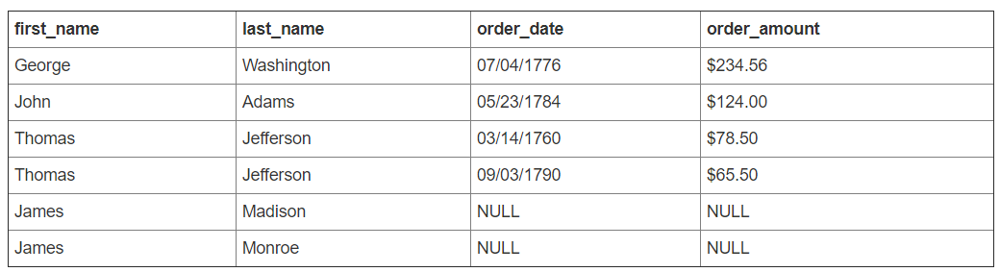 first_name last_name order_date order_amount
George Washington 07/04/1776 $234.56
John Adams 05/23/1784 $124.00
Thomas Jefferson 03/14/1760 $78.50
Thomas Jefferson 09/03/1790 $65.50
James Madison NULL NULL
James Monroe NULL NULL